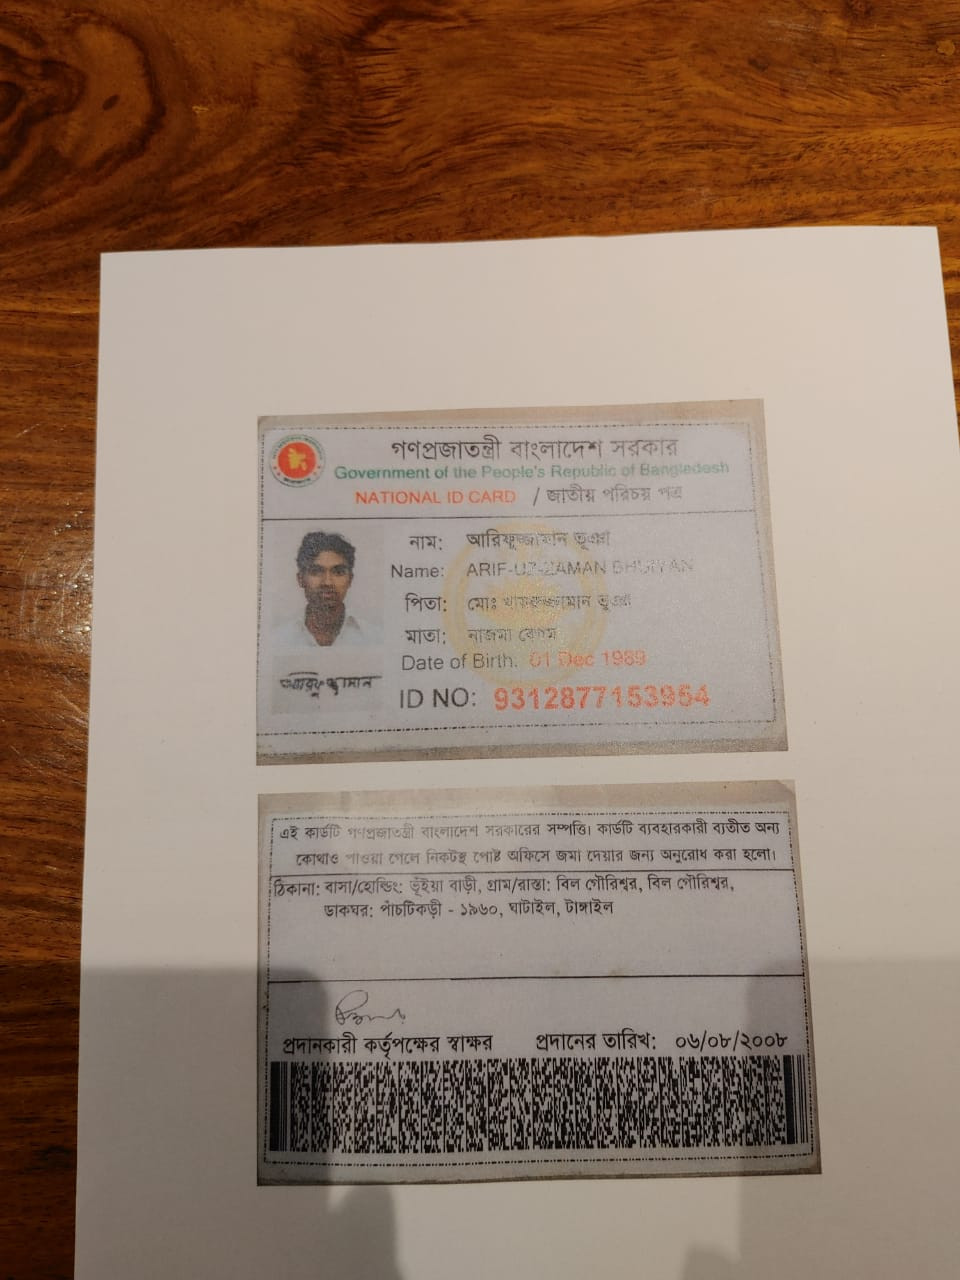 গণপ্রজাতন্ত্রী বাংলাদেশ সরকার
Government of the People's Republic of Bangladesh
NATIONAL ID CARD / জাতীয় পরিচয় পত্র
নাম: আরিফুজ্জামান ভূঞা
Name: ARIF-UZ-ZAMAN BHUIYAN
পিতা: মোঃ ভূঞা
মাতা: নাজমা বেগম
Date of Birth: 01 Dec 1989
আরিফুজ্জামান
ID NO: 9312877153954
এই কার্ডটি গণপ্রজাতন্ত্রী বাংলাদেশ সরকারের সম্পত্তি। কার্ডটি ব্যবহারকারী ব্যতীত অন্য
কোথাও পাওয়া গেলে নিকটস্থ পোষ্ট অফিসে জমা দেয়ার জন্য অনুরোধ করা হলো।
ঠিকানা: বাসা/হোল্ডিং: ভূঁইয়া বাড়ী, গ্রাম/রাস্তা: বিল গৌরিশ্বর, বিল গৌরিশ্বর,
ডাকঘর: পাঁচটিকড়ী - ১৯৬০, ঘাটাইল, টাঙ্গাইল
প্রদানকারী কর্তৃপক্ষের স্বাক্ষর প্রদানের তারিখ: ০৬/০৮/২০০৮